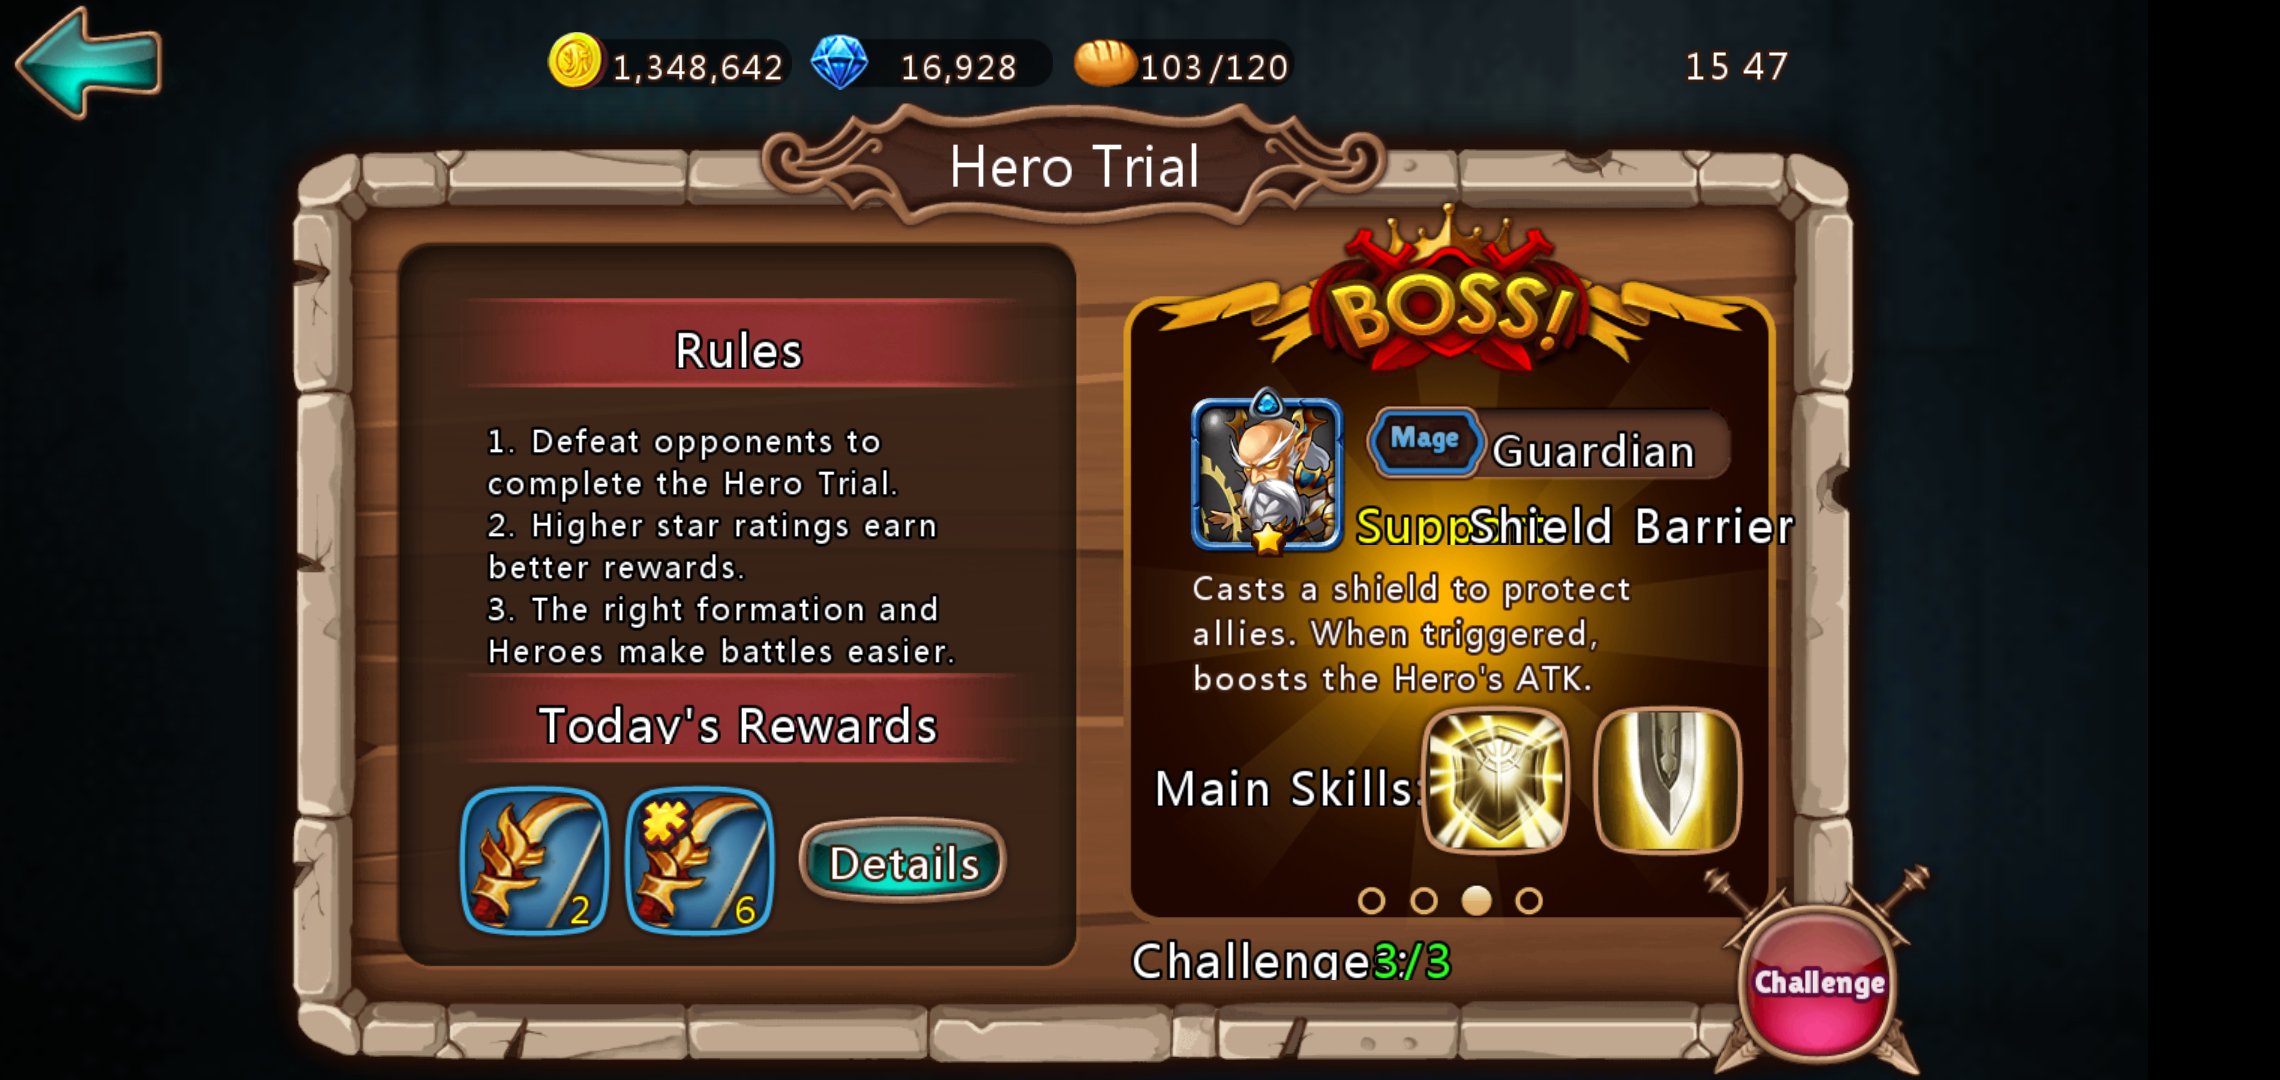 1,348,642
16,928
103/120
15 47
Hero Trial
Rules
1. Defeat opponents to
complete the Hero Trial.
2. Higher star ratings earn
better rewards.
3. The right formation and
Heroes make battles easier.
Today's Rewards
2
6
Details
BOSS!
Mage
Guardian
Support
Shield Barrier
Casts a shield to protect
allies. When triggered,
boosts the Hero's ATK.
Main Skills:
Challenge: 3/3
Challenge